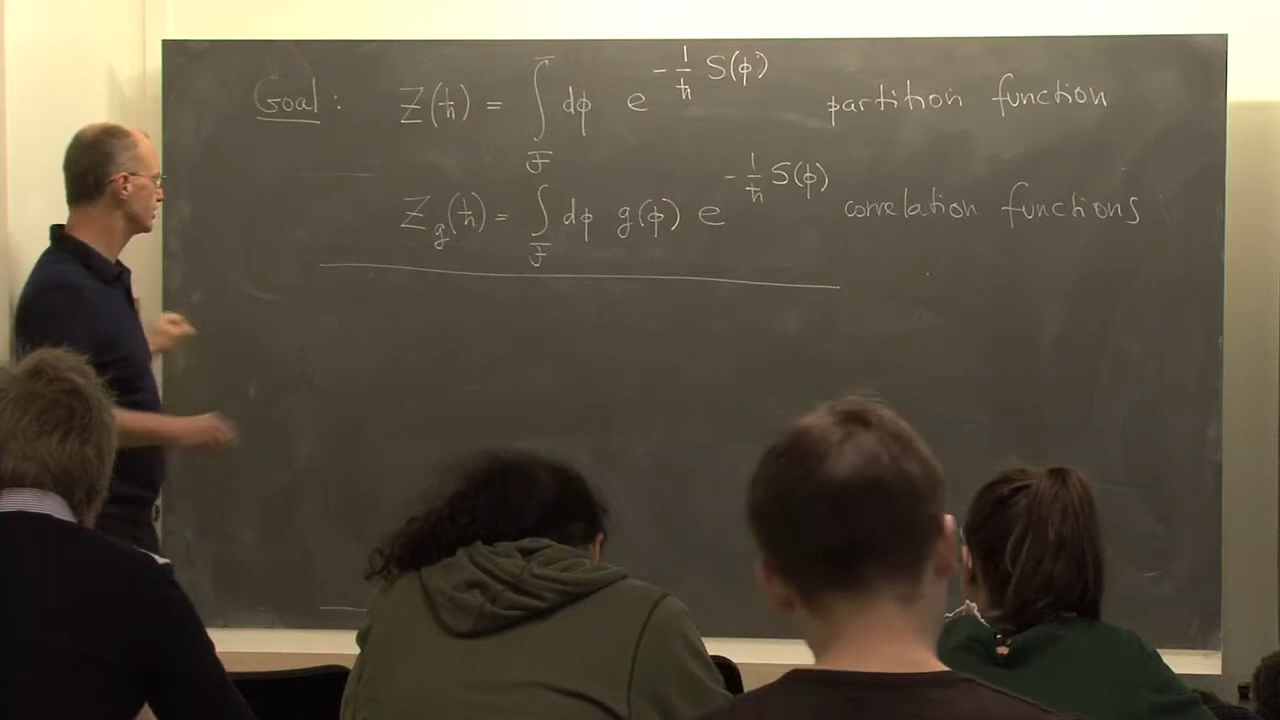 Goal: Z(ħ) = ∫_F dϕ e^{-1/ħ S(ϕ)} partition function
Z_g(ħ) = ∫_F dϕ g(ϕ) e^{-1/ħ S(ϕ)} correlation functions